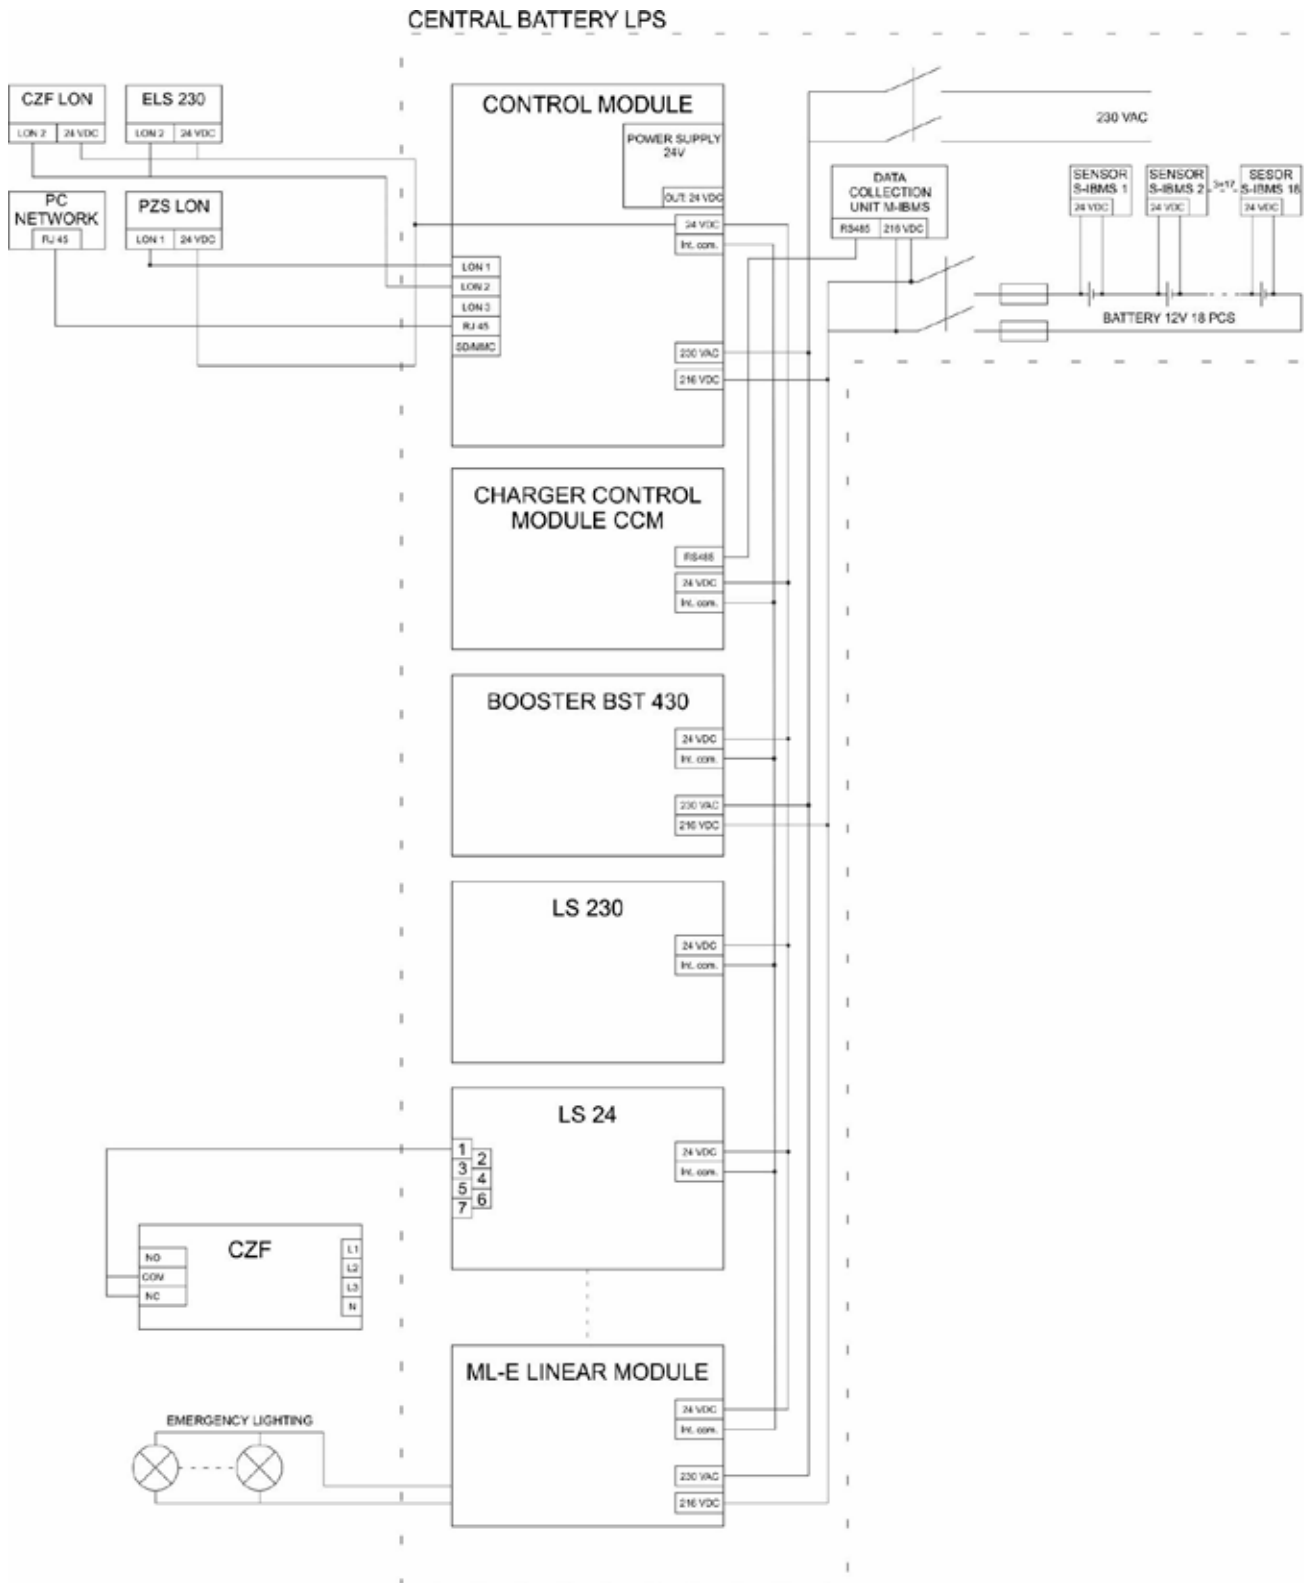 CENTRAL BATTERY LPS
CZF LON
LON 2 24 VDC
ELS 230
LON 2 24 VDC
PC
NETWORK
RJ 45
PZS LON
LON 1 24 VDC
CONTROL MODULE
POWER SUPPLY
24V
OUT: 24 VDC
24 VDC
Int. com.
LON 1
LON 2
LON 3
RJ 45
SD/MMC
230 VAC
216 VDC
230 VAC
DATA
COLLECTION
UNIT M-IBMS
RS485 216 VDC
SENSOR
S-IBMS 1
24 VDC
SENSOR
S-IBMS 2
24 VDC
3÷17
SESOR
S-IBMS 18
24 VDC
BATTERY 12V 18 PCS
CHARGER CONTROL
MODULE CCM
RS485
24 VDC
Int. com.
BOOSTER BST 430
24 VDC
Int. com.
230 VAC
216 VDC
LS 230
24 VDC
Int. com.
LS 24
1
2
3
4
5
6
7
24 VDC
Int. com.
CZF
NO
COM
NC
L1
L2
L3
N
ML-E LINEAR MODULE
24 VDC
Int. com.
230 VAC
216 VDC
EMERGENCY LIGHTING